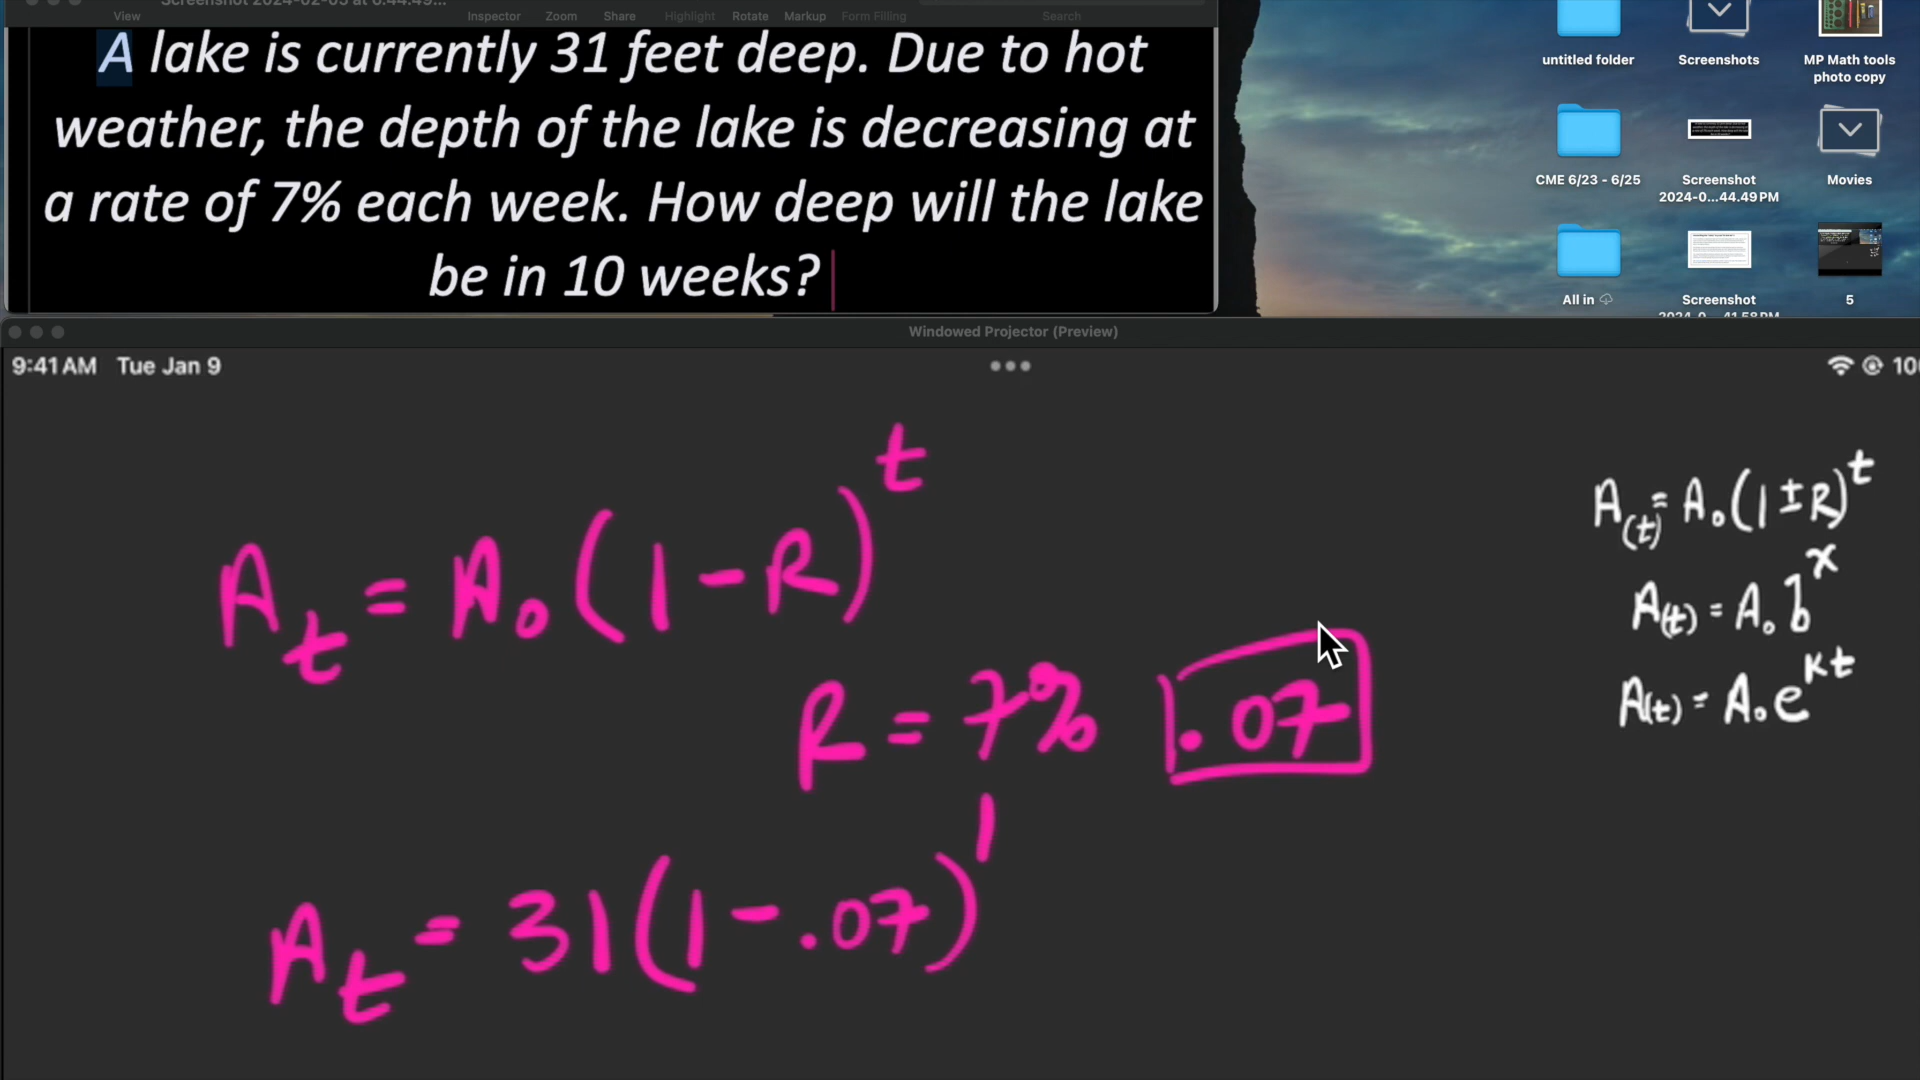 View Inspector Zoom Share Highlight Rotate Markup Form Filling Search
A lake is currently 31 feet deep. Due to hot
weather, the depth of the lake is decreasing at
a rate of 7% each week. How deep will the lake
be in 10 weeks?
untitled folder
Screenshots
MP Math tools
photo copy
CME 6/23 - 6/25
Screenshot
2024-0...44.49 PM
Movies
All in
Screenshot
5
Windowed Projector (Preview)
9:41 AM Tue Jan 9
A_t = A₀(1-R)^t
R = 7% .07
A_t = 31(1-.07)^1
A(t) = A₀(1±R)^t
A(t) = A₀b^x
A(t) = A₀e^kt